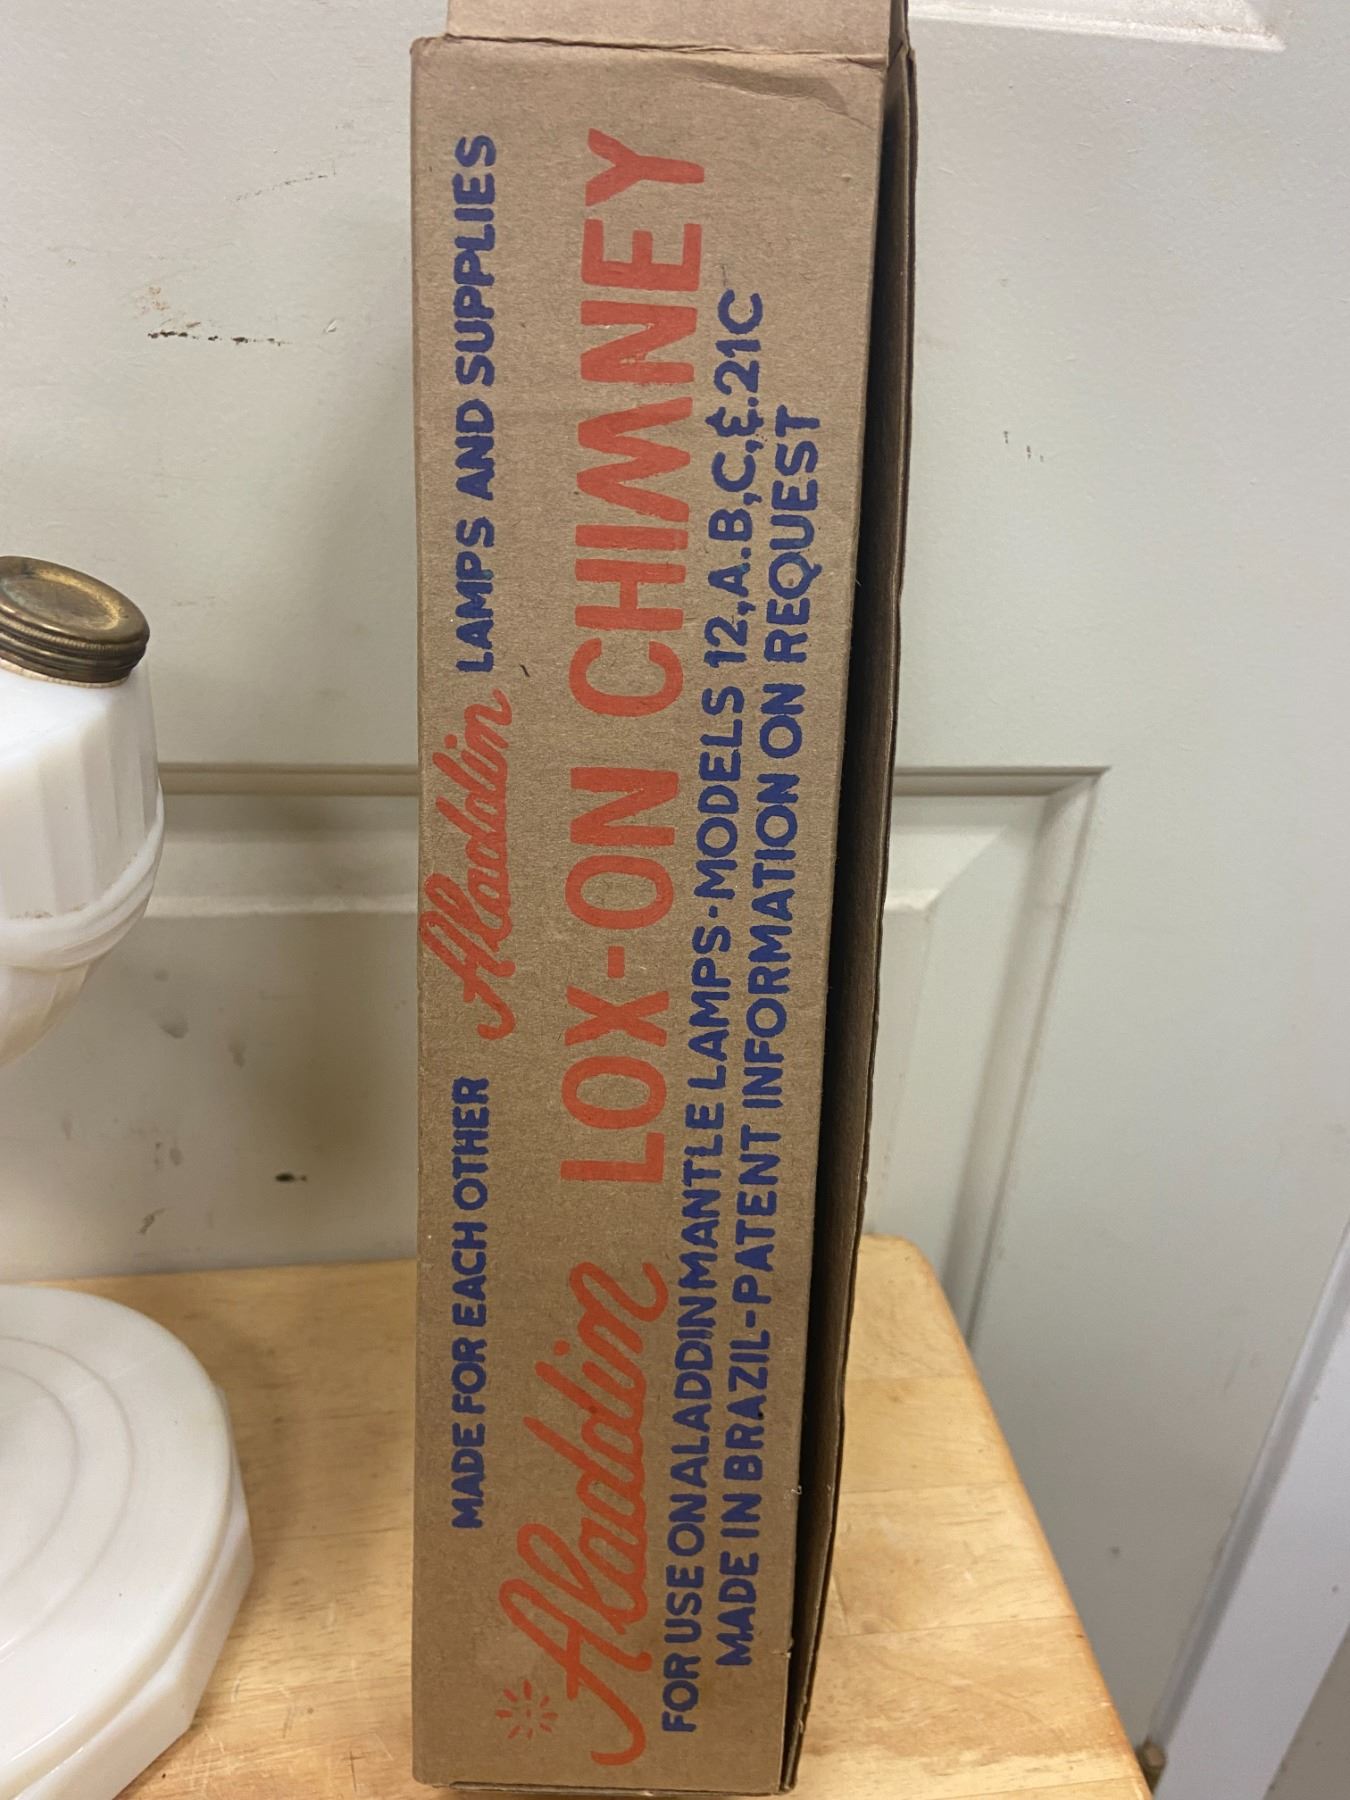 MADE FOR EACH OTHER Aladdin LAMPS AND SUPPLIES
Aladdin LOX-ON CHIMNEY
FOR USE ON ALADDIN MANTLE LAMPS·MODELS 12,A.B,C,&.21C
MADE IN BRAZIL-PATENT INFORMATION ON REQUEST